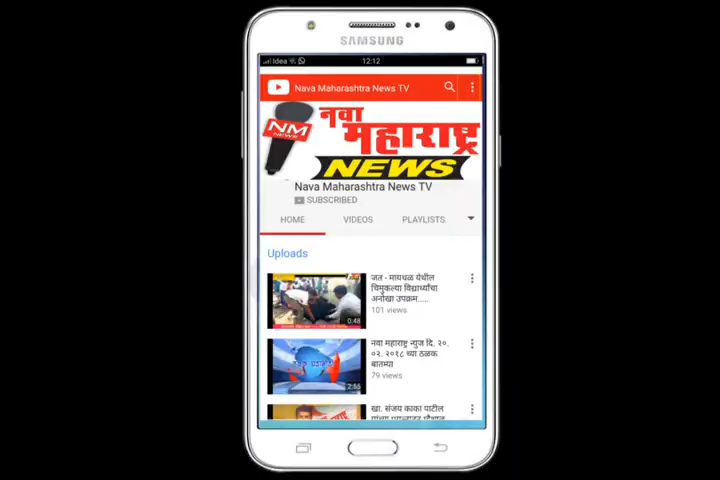 SAMSUNG
Idea
12:12
Nava Maharashtra News TV
नवा
महाराष्ट्र
NM
NEWS
NEWS
Nava Maharashtra News TV
SUBSCRIBED
HOME VIDEOS PLAYLISTS
Uploads
जत - मायथळ येथील
चिमुकल्या विद्यार्थ्यांचा
अनोखा उपक्रम.....
101 views
0:48
नवा महाराष्ट्र न्युज दि. २०.
०२. २०१८ च्या ठळक
बातम्या
79 views
2:55
खा. संजय काका पाटील